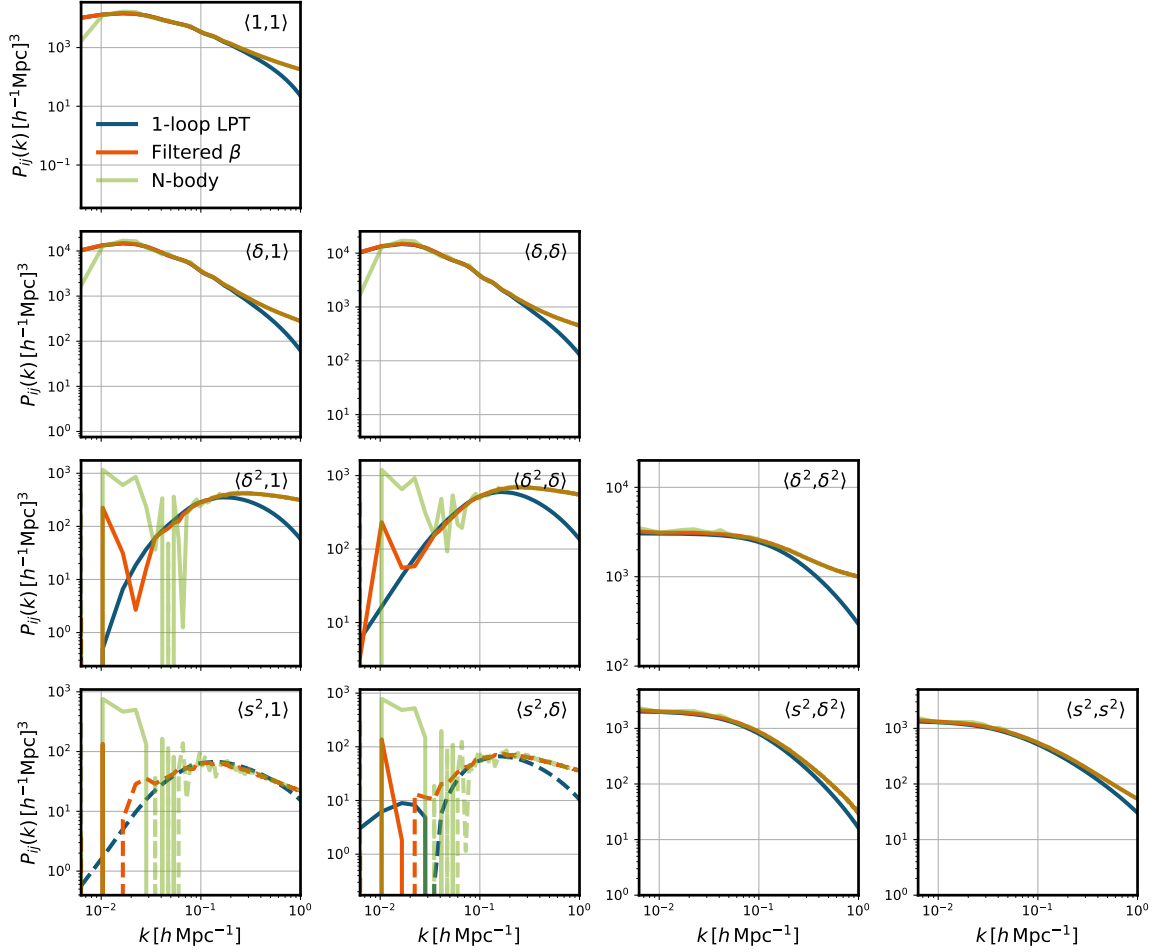 ⟨1,1⟩
10³
10¹
10⁻¹
P_ij(k) [h⁻¹Mpc]³
1-loop LPT
Filtered β
N-body
⟨δ,1⟩
⟨δ,δ⟩
10⁴
10³
10²
10¹
10⁰
P_ij(k) [h⁻¹Mpc]³
10⁴
10³
10²
10¹
⟨δ²,1⟩
⟨δ²,δ⟩
⟨δ²,δ²⟩
10³
10²
10¹
10⁰
P_ij(k) [h⁻¹Mpc]³
10³
10²
10¹
10⁴
10³
10²
⟨s²,1⟩
⟨s²,δ⟩
⟨s²,δ²⟩
⟨s²,s²⟩
10³
10²
10¹
10⁰
P_ij(k) [h⁻¹Mpc]³
10³
10²
10¹
10⁰
10³
10²
10¹
10⁰
10³
10²
10¹
10⁰
10⁻² 10⁻¹ 10⁰
10⁻² 10⁻¹ 10⁰
10⁻² 10⁻¹ 10⁰
10⁻² 10⁻¹ 10⁰
k [h Mpc⁻¹]
k [h Mpc⁻¹]
k [h Mpc⁻¹]
k [h Mpc⁻¹]